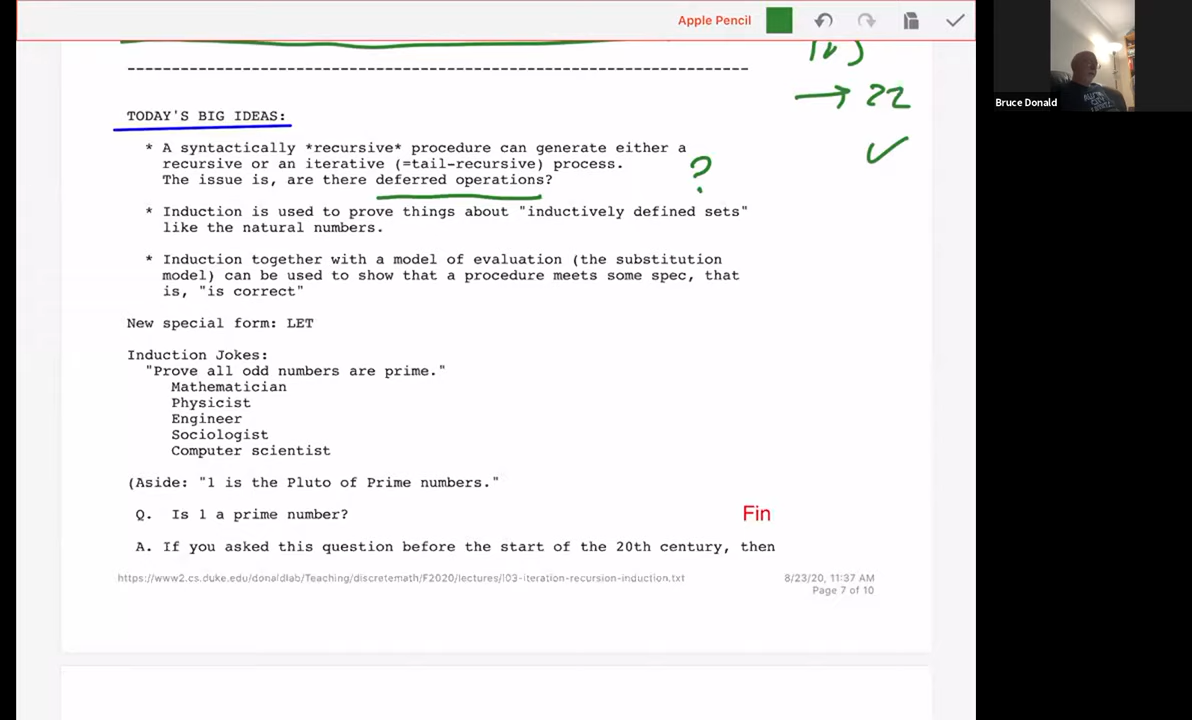 Apple Pencil
Bruce Donald
→ 22
TODAY'S BIG IDEAS:
* A syntactically *recursive* procedure can generate either a
recursive or an iterative (=tail-recursive) process.
The issue is, are there deferred operations?
?
* Induction is used to prove things about "inductively defined sets"
like the natural numbers.
* Induction together with a model of evaluation (the substitution
model) can be used to show that a procedure meets some spec, that
is, "is correct"
New special form: LET
Induction Jokes:
"Prove all odd numbers are prime."
Mathematician
Physicist
Engineer
Sociologist
Computer scientist
(Aside: "1 is the Pluto of Prime numbers."
Q. Is 1 a prime number?
Fin
A. If you asked this question before the start of the 20th century, then
https://www2.cs.duke.edu/donaldlab/Teaching/discretemath/F2020/lectures/103-iteration-recursion-induction.txt
8/23/20, 11:37 AM
Page 7 of 10